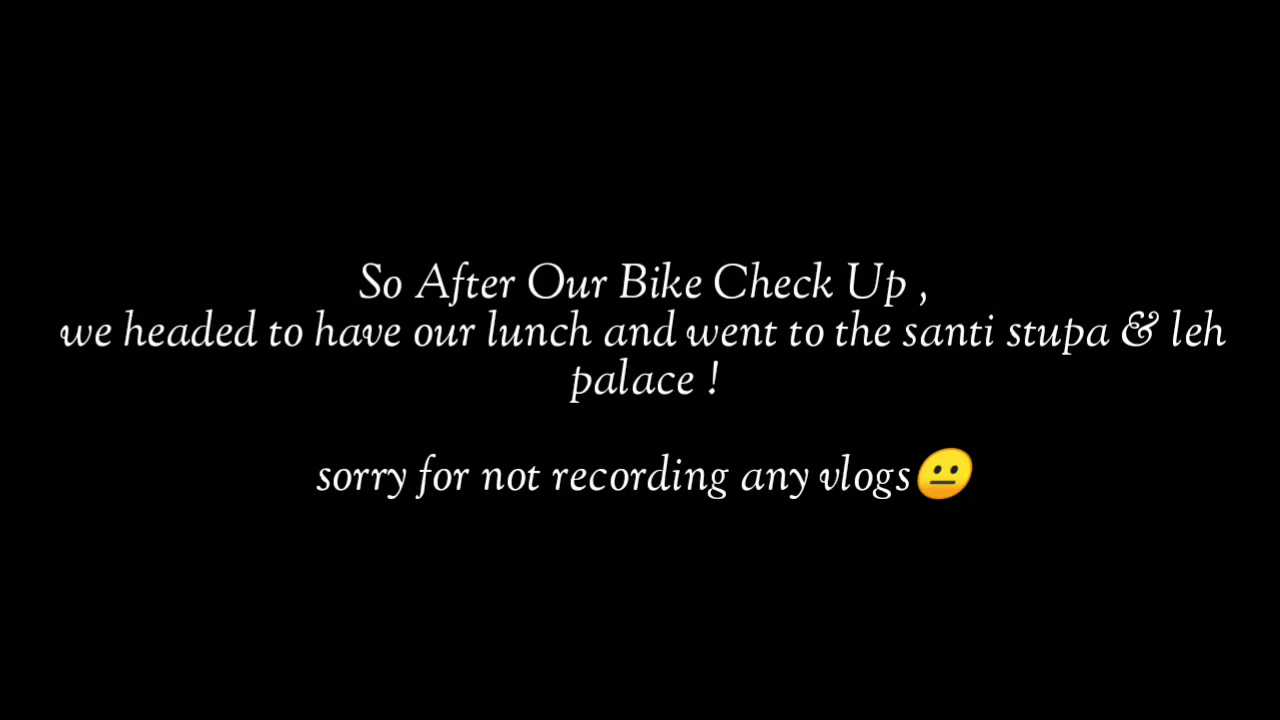 So After Our Bike Check Up ,
we headed to have our lunch and went to the santi stupa & leh
palace !
sorry for not recording any vlogs😐